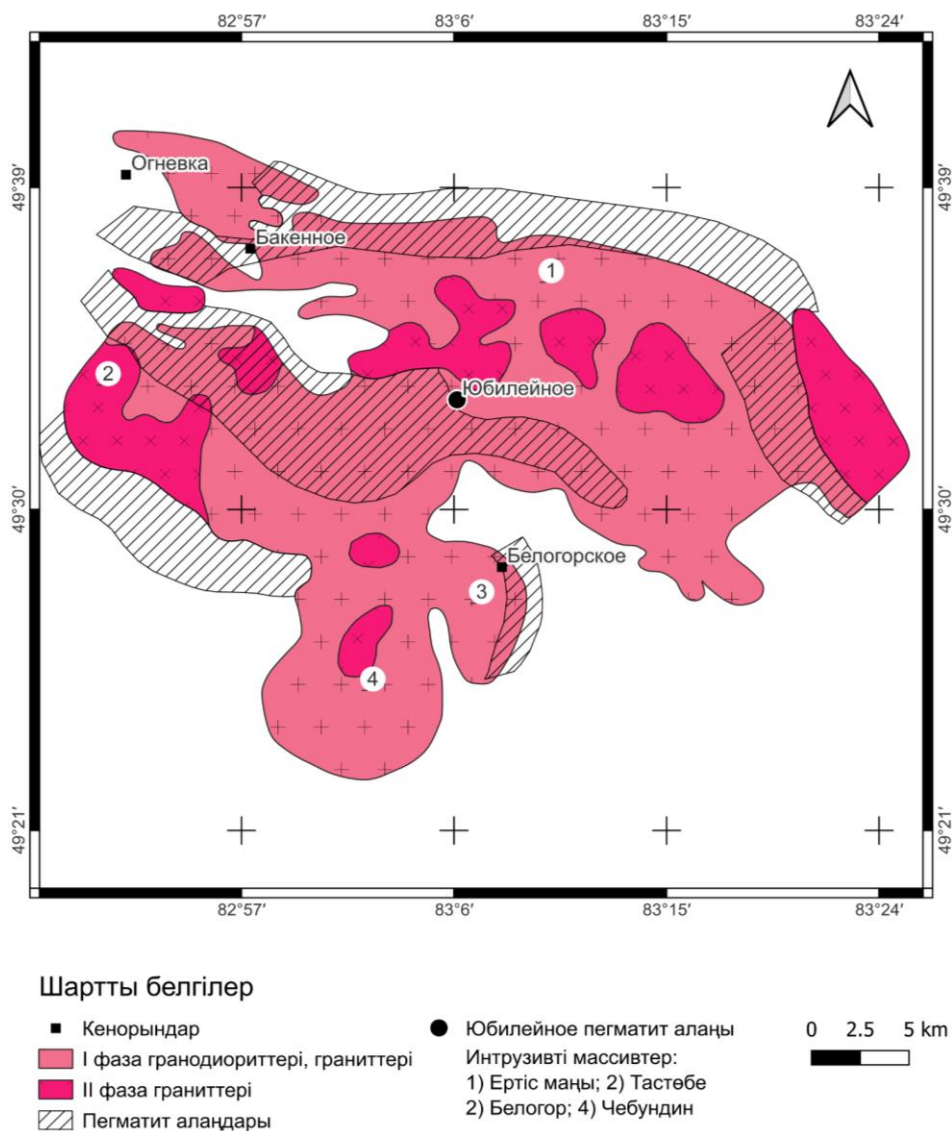 82°57′ 83°6′ 83°15′ 83°24′
49°39′ 49°39′
Огневка
Бакенное
1
2
Юбилейное
49°30′ 49°30′
Белогорское
3
4
49°21′ 49°21′
82°57′ 83°6′ 83°15′ 83°24′
Шартты белгілер
Кенорындар
І фаза гранодиориттері, граниттері
ІІ фаза граниттері
Пегматит алаңдары
Юбилейное пегматит алаңы
Интрузивті массивтер:
1) Ертіс маңы; 2) Тастөбе
2) Белогор; 4) Чебундин
0 2.5 5 km